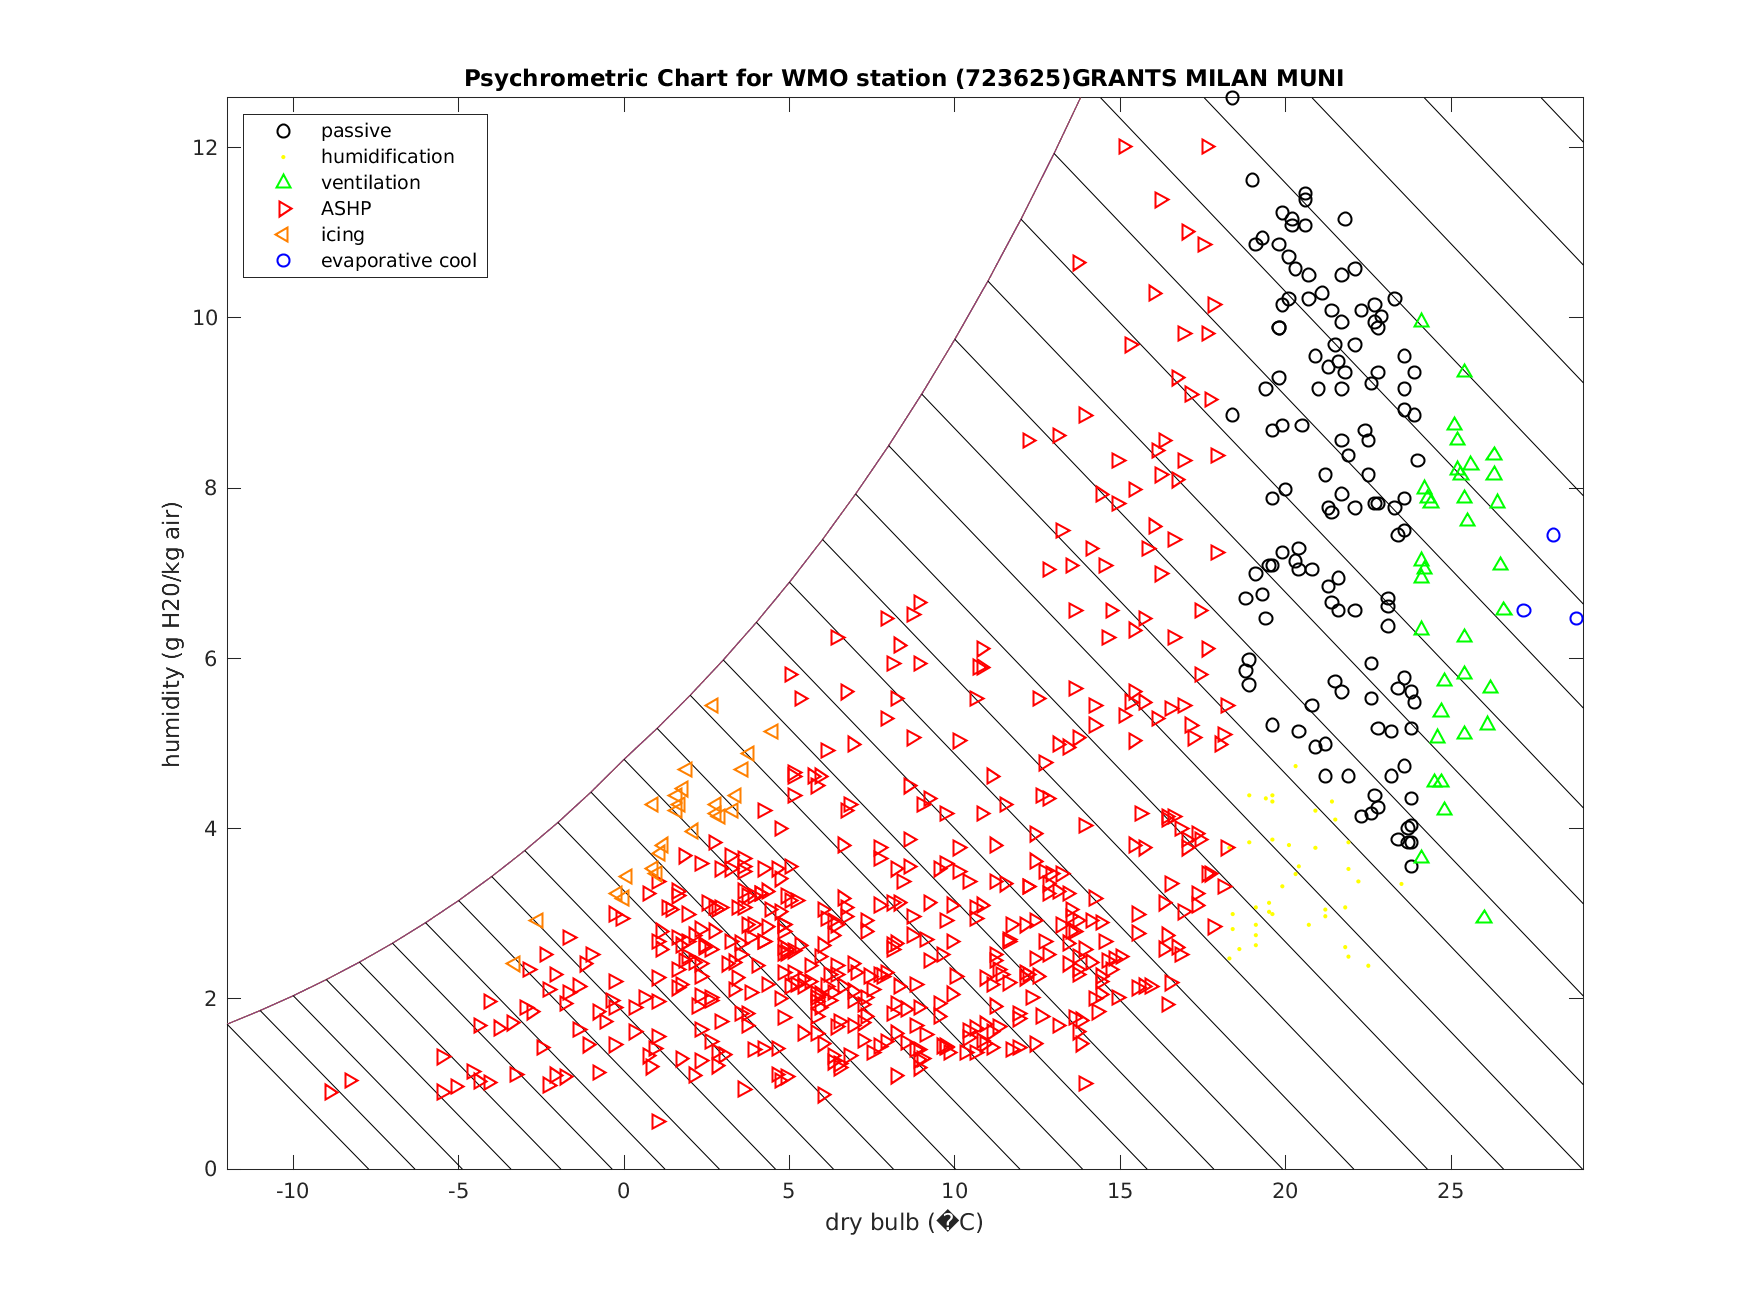 Psychrometric Chart for WMO station (723625)GRANTS MILAN MUNI
passive
humidification
ventilation
ASHP
icing
evaporative cool
humidity (g H20/kg air)
12
10
8
6
4
2
0
-10 -5 0 5 10 15 20 25
dry bulb (�C)